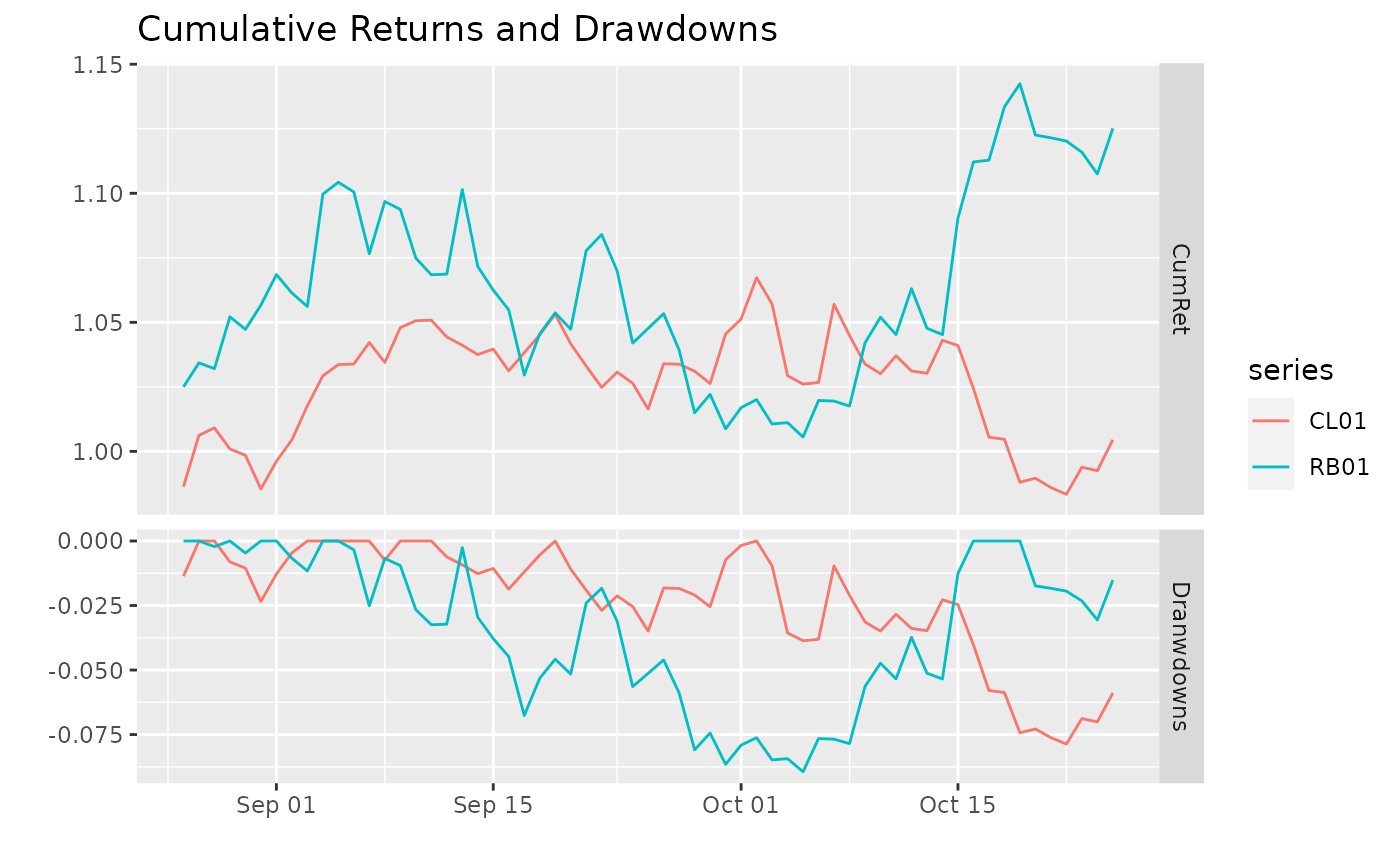 Cumulative Returns and Drawdowns
1.15
1.10
1.05
1.00
CumRet
0.000
-0.025
-0.050
-0.075
Dranwdowns
Sep 01
Sep 15
Oct 01
Oct 15
series
CL01
RB01